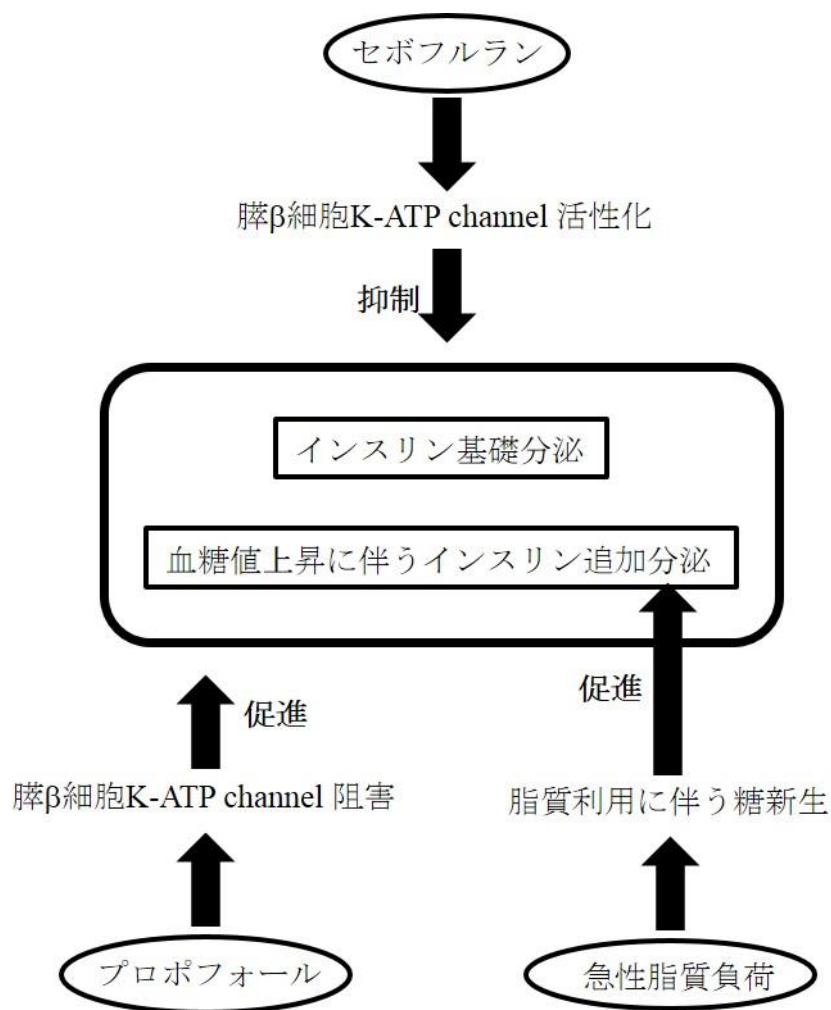 セボフルラン
膵β細胞K-ATP channel 活性化
抑制
インスリン基礎分泌
血糖値上昇に伴うインスリン追加分泌
促進
促進
膵β細胞K-ATP channel 阻害
脂質利用に伴う糖新生
プロポフォール
急性脂質負荷